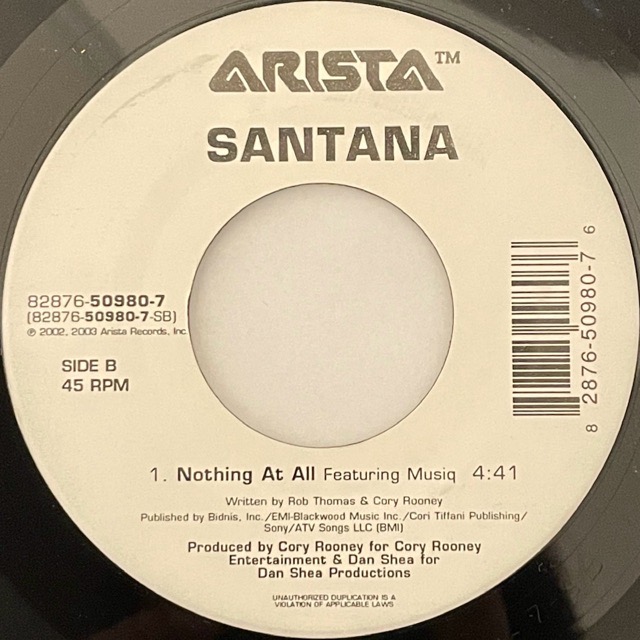 ARISTA™
SANTANA
82876-50980-7
(82876-50980-7-SB)
℗ 2002, 2003 Arista Records, Inc.
SIDE B
45 RPM
8 2876-50980-7 6
1. Nothing At All Featuring Musiq 4:41
Written by Rob Thomas & Cory Rooney
Published by Bidnis, Inc./EMI-Blackwood Music Inc./Cori Tiffani Publishing/
Sony/ATV Songs LLC (BMI)
Produced by Cory Rooney for Cory Rooney
Entertainment & Dan Shea for
Dan Shea Productions
UNAUTHORIZED DUPLICATION IS A
VIOLATION OF APPLICABLE LAWS